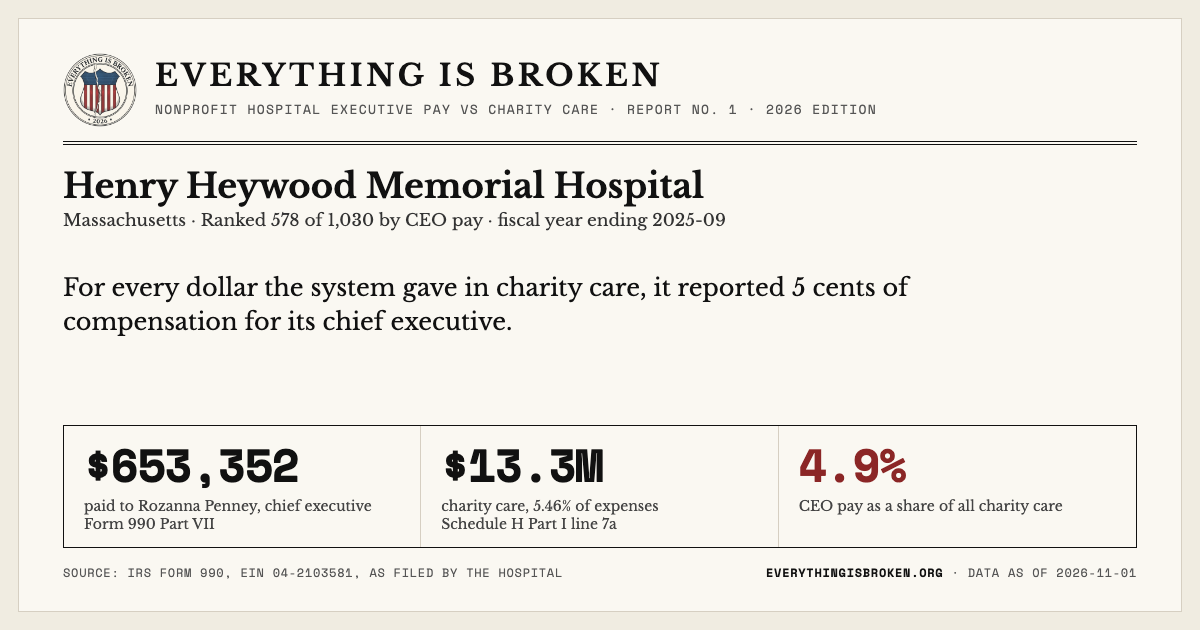 EVERYTHING IS BROKEN
· 2026 ·
EVERYTHING IS BROKEN
NONPROFIT HOSPITAL EXECUTIVE PAY VS CHARITY CARE · REPORT NO. 1 · 2026 EDITION
Henry Heywood Memorial Hospital
Massachusetts · Ranked 578 of 1,030 by CEO pay · fiscal year ending 2025-09
For every dollar the system gave in charity care, it reported 5 cents of
compensation for its chief executive.
$653,352
paid to Rozanna Penney, chief executive
Form 990 Part VII
$13.3M
charity care, 5.46% of expenses
Schedule H Part I line 7a
4.9%
CEO pay as a share of all charity care
SOURCE: IRS FORM 990, EIN 04-2103581, AS FILED BY THE HOSPITAL
EVERYTHINGISBROKEN.ORG · DATA AS OF 2026-11-01